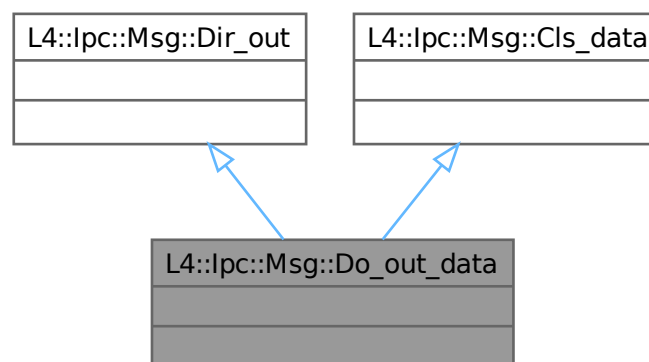 L4::Ipc::Msg::Dir_out
L4::Ipc::Msg::Cls_data
L4::Ipc::Msg::Do_out_data